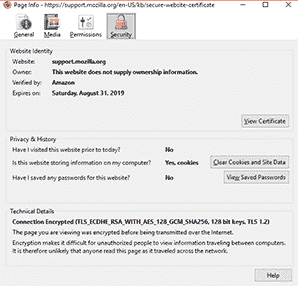 Page Info - https://support.mozilla.org/en-US/kb/secure-website-certificate
General Media Permissions Security
Website Identity
Website: support.mozilla.org
Owner: This website does not supply ownership information.
Verified by: Amazon
Expires on: Saturday, August 31, 2019
View Certificate
Privacy & History
Have I visited this website prior to today? No
Is this website storing information on my computer? Yes, cookies Clear Cookies and Site Data
Have I saved any passwords for this website? No View Saved Passwords
Technical Details
Connection Encrypted (TLS_ECDHE_RSA_WITH_AES_128_GCM_SHA256, 128 bit keys, TLS 1.2)
The page you are viewing was encrypted before being transmitted over the Internet.
Encryption makes it difficult for unauthorized people to view information traveling between computers.
It is therefore unlikely that anyone read this page as it traveled across the network.
Help